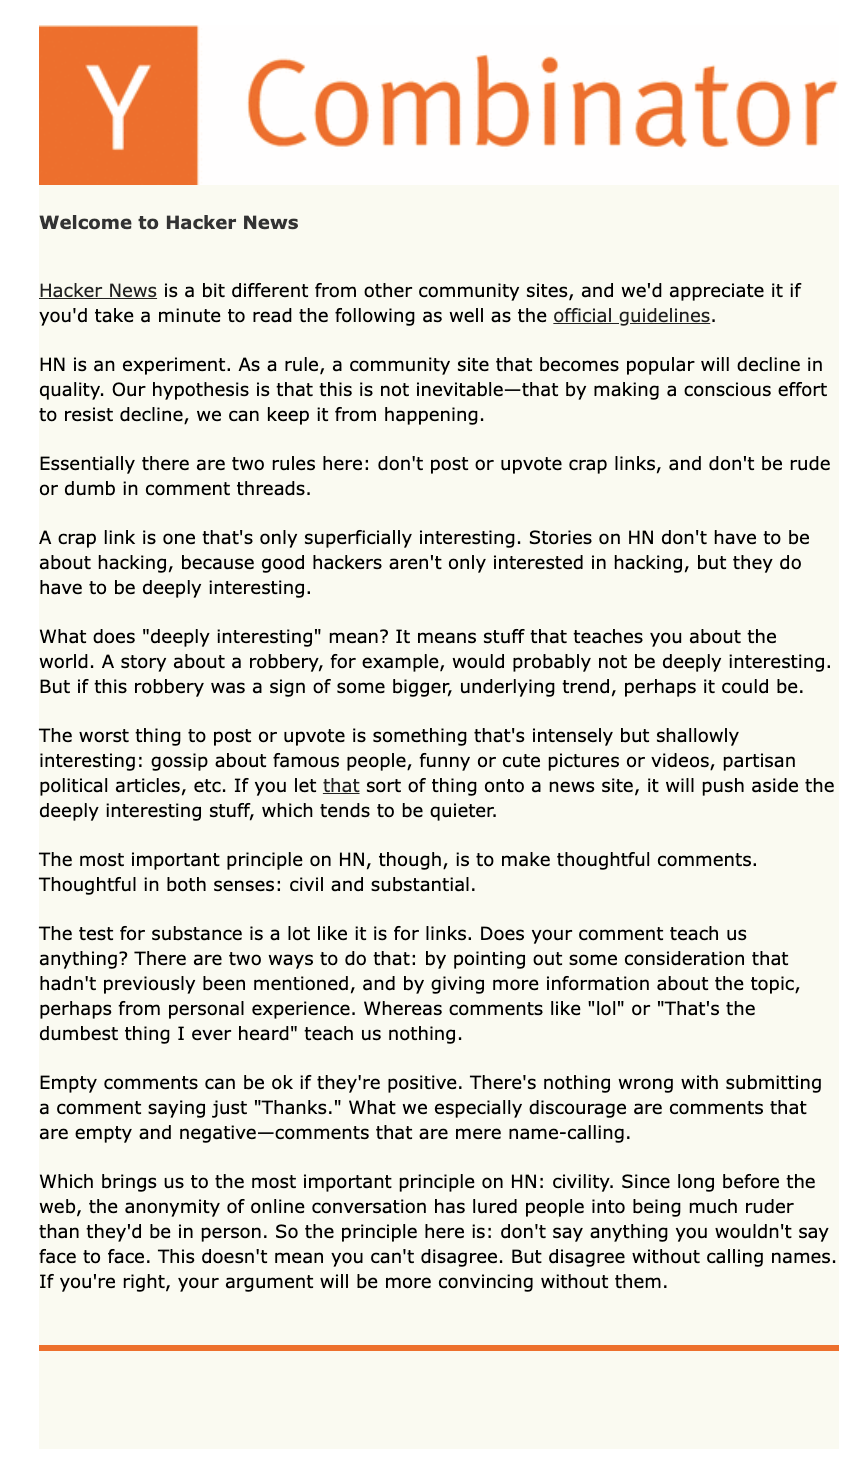 Y Combinator
Welcome to Hacker News
Hacker News is a bit different from other community sites, and we'd appreciate it if
you'd take a minute to read the following as well as the official guidelines.
HN is an experiment. As a rule, a community site that becomes popular will decline in
quality. Our hypothesis is that this is not inevitable—that by making a conscious effort
to resist decline, we can keep it from happening.
Essentially there are two rules here: don't post or upvote crap links, and don't be rude
or dumb in comment threads.
A crap link is one that's only superficially interesting. Stories on HN don't have to be
about hacking, because good hackers aren't only interested in hacking, but they do
have to be deeply interesting.
What does "deeply interesting" mean? It means stuff that teaches you about the
world. A story about a robbery, for example, would probably not be deeply interesting.
But if this robbery was a sign of some bigger, underlying trend, perhaps it could be.
The worst thing to post or upvote is something that's intensely but shallowly
interesting: gossip about famous people, funny or cute pictures or videos, partisan
political articles, etc. If you let that sort of thing onto a news site, it will push aside the
deeply interesting stuff, which tends to be quieter.
The most important principle on HN, though, is to make thoughtful comments.
Thoughtful in both senses: civil and substantial.
The test for substance is a lot like it is for links. Does your comment teach us
anything? There are two ways to do that: by pointing out some consideration that
hadn't previously been mentioned, and by giving more information about the topic,
perhaps from personal experience. Whereas comments like "lol" or "That's the
dumbest thing I ever heard" teach us nothing.
Empty comments can be ok if they're positive. There's nothing wrong with submitting
a comment saying just "Thanks." What we especially discourage are comments that
are empty and negative—comments that are mere name-calling.
Which brings us to the most important principle on HN: civility. Since long before the
web, the anonymity of online conversation has lured people into being much ruder
than they'd be in person. So the principle here is: don't say anything you wouldn't say
face to face. This doesn't mean you can't disagree. But disagree without calling names.
If you're right, your argument will be more convincing without them.